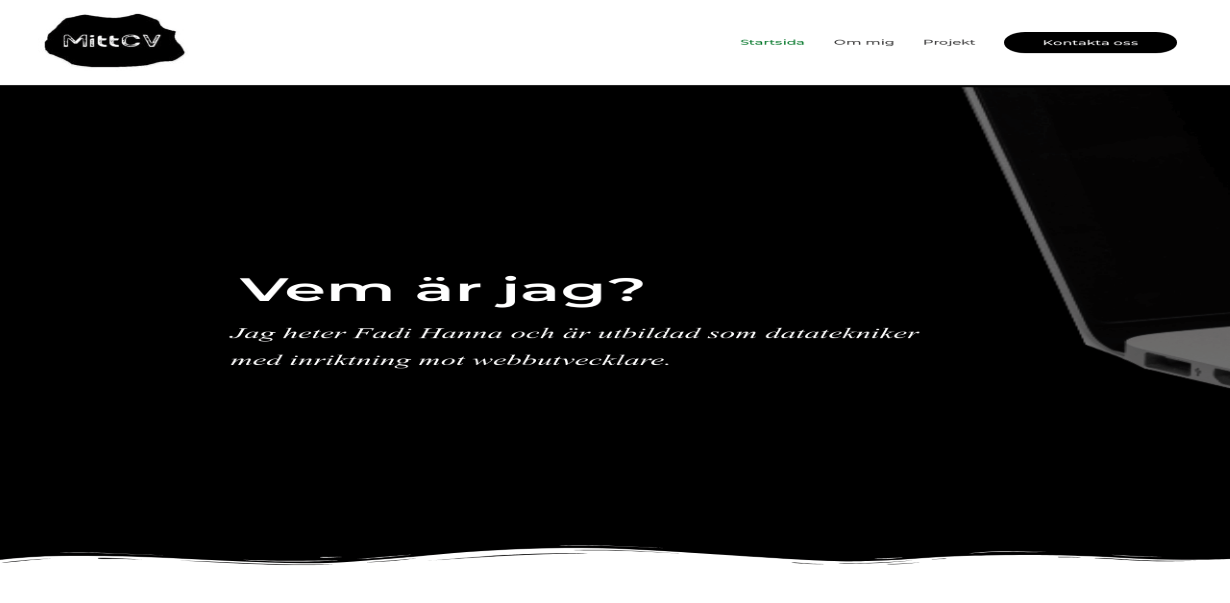 MittCV
Startsida
Om mig
Projekt
Kontakta oss
Vem är jag?
Jag heter Fadi Hanna och är utbildad som datatekniker
med inriktning mot webbutvecklare.